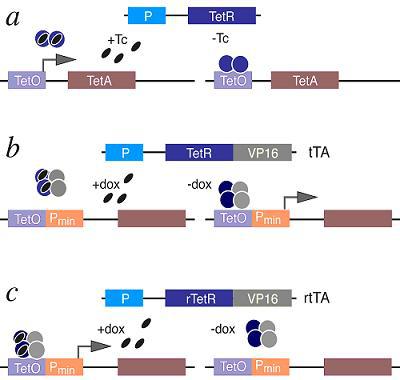 a
P TetR
+Tc -Tc
TetO TetA TetO TetA
b
P TetR VP16 tTA
+dox -dox
TetO Pmin TetO Pmin
c
P rTetR VP16 rtTA
+dox -dox
TetO Pmin TetO Pmin